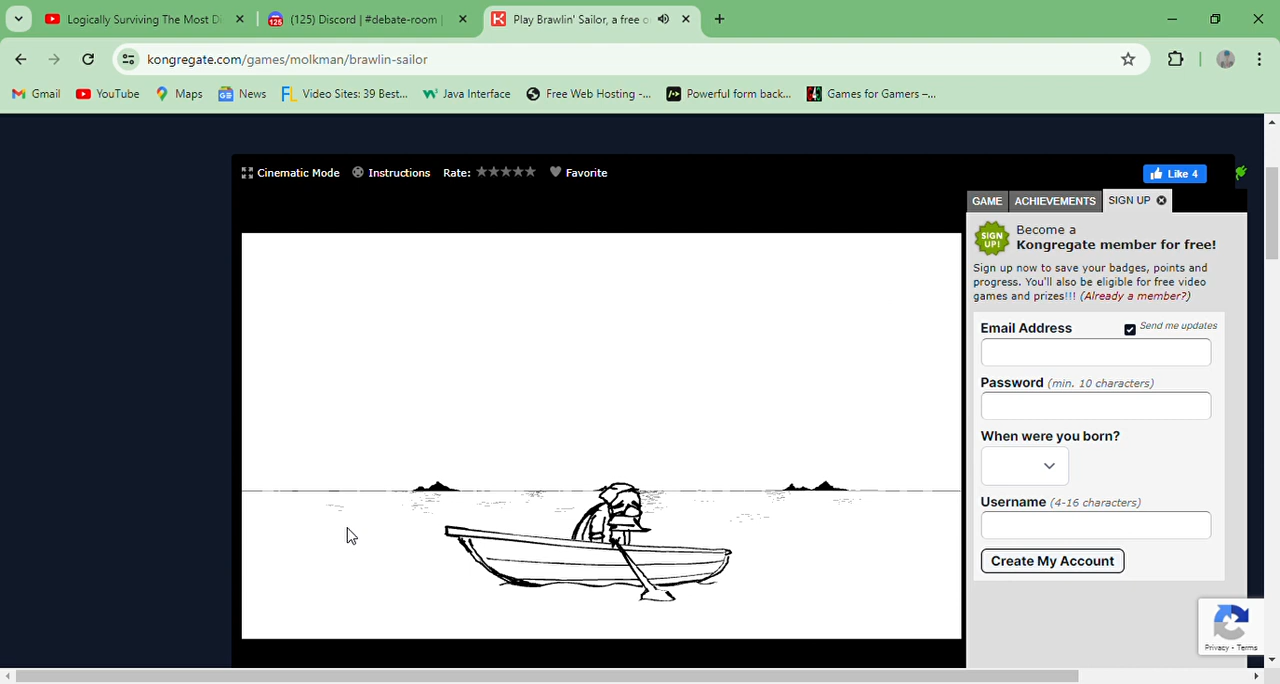 Logically Surviving The Most D
(125) Discord | #debate-room |
Play Brawlin' Sailor, a free o
kongregate.com/games/molkman/brawlin-sailor
Gmail
YouTube
Maps
News
Video Sites: 39 Best...
Java Interface
Free Web Hosting -...
Powerful form back...
Games for Gamers –...
Cinematic Mode
Instructions
Rate:
Favorite
Like 4
GAME
ACHIEVEMENTS
SIGN UP
SIGN UP!
Become a
Kongregate member for free!
Sign up now to save your badges, points and
progress. You'll also be eligible for free video
games and prizes!!! (Already a member?)
Email Address
Send me updates
Password (min. 10 characters)
When were you born?
Username (4-16 characters)
Create My Account
Privacy - Terms